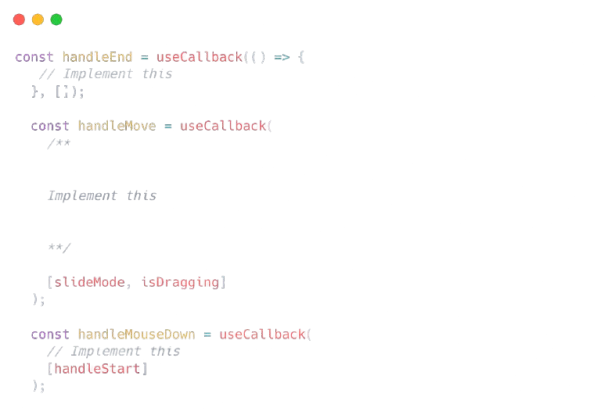 const handleEnd = useCallback(() => {
// Implement this
}, []);
const handleMove = useCallback(
/**
Implement this
**/
[slideMode, isDragging]
);
const handleMouseDown = useCallback(
// Implement this
[handleStart]
);